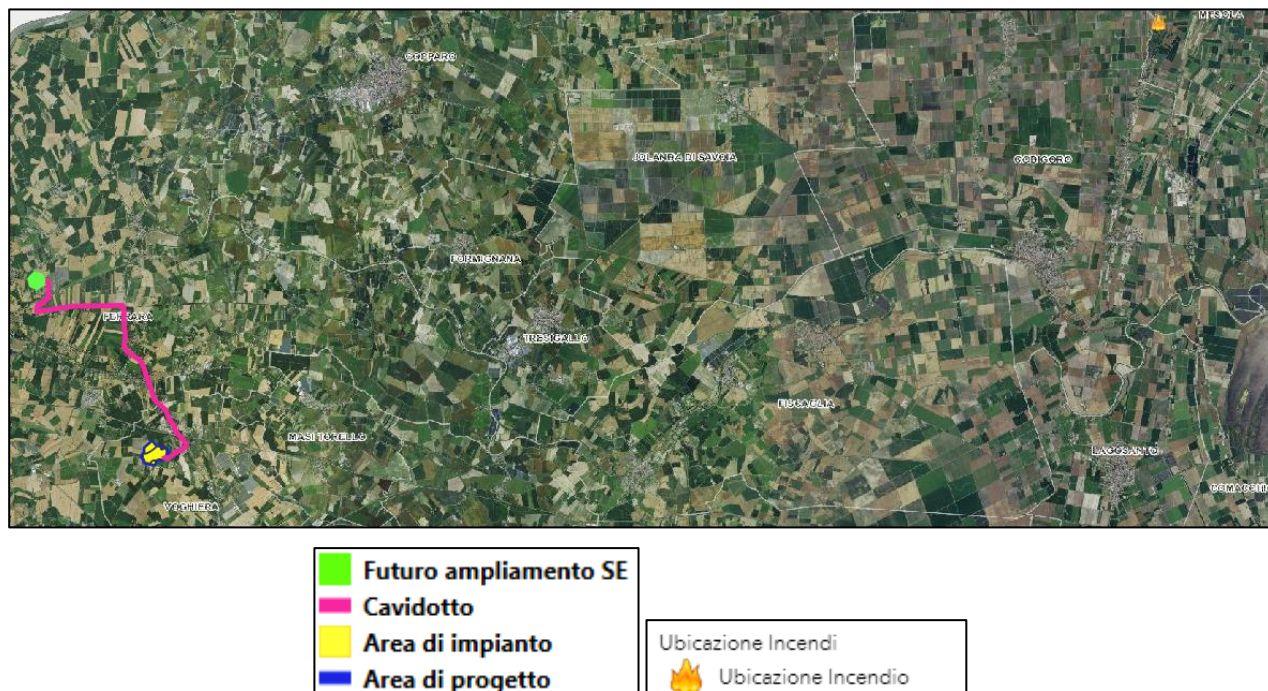 MESOLA
COPPARO
JOLANDA DI SAVOIA
CODIGORO
FORMIGNANA
FERRARA
TRESIGALLO
FISCAGLIA
MASI TORELLO
LAGOSANTO
COMACCHIO
VOGHIERA
Futuro ampliamento SE
Cavidotto
Area di impianto
Area di progetto
Ubicazione Incendi
Ubicazione Incendio